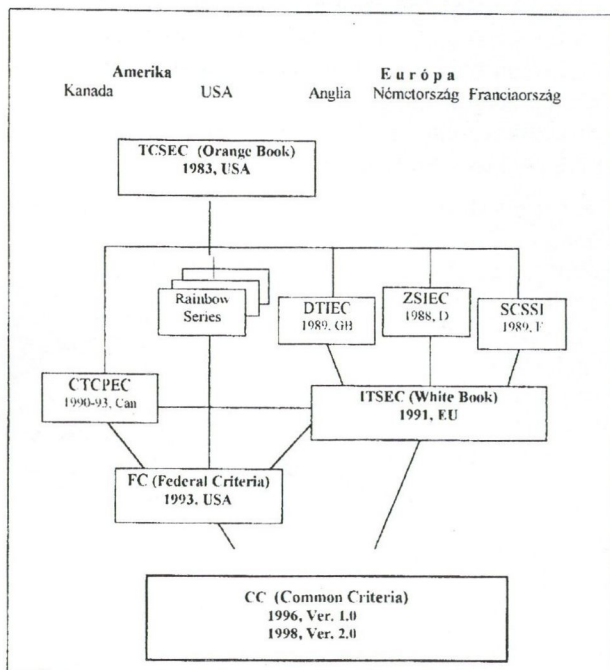 Amerika Európa
Kanada USA Anglia Németország Franciaország
TCSEC (Orange Book)
1983, USA
Rainbow
Series
DTIEC
1989, GB
ZSIEC
1988, D
SCSSI
1989, F
CTCPEC
1990-93, Can
ITSEC (White Book)
1991, EU
FC (Federal Criteria)
1993, USA
CC (Common Criteria)
1996, Ver. 1.0
1998, Ver. 2.0